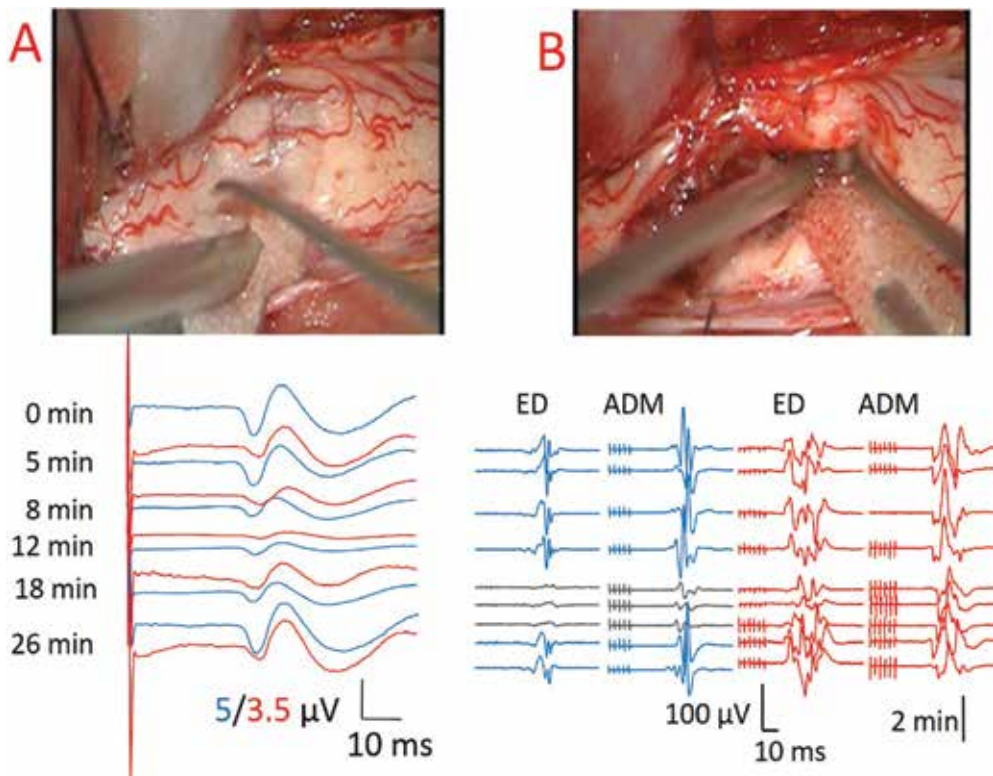 A
B
0 min
5 min
8 min
12 min
18 min
26 min
5/3.5 µV
10 ms
ED ADM ED ADM
100 µV
10 ms
2 min